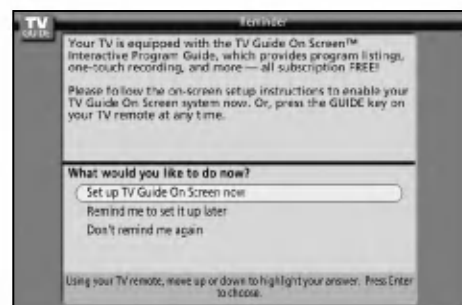 TV
GUIDE
Reminder
Your TV is equipped with the TV Guide On Screen™
Interactive Program Guide, which provides program listings,
one-touch recording, and more — all subscription FREE!
Please follow the on-screen setup instructions to enable your
TV Guide On Screen system now. Or, press the GUIDE key on
your TV remote at any time.
What would you like to do now?
Set up TV Guide On Screen now
Remind me to set it up later
Don't remind me again
Using your TV remote, move up or down to highlight your answer. Press Enter
to choose.